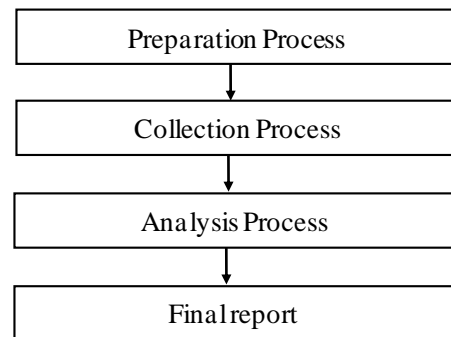 Preparation Process
Collection Process
Analysis Process
Final report